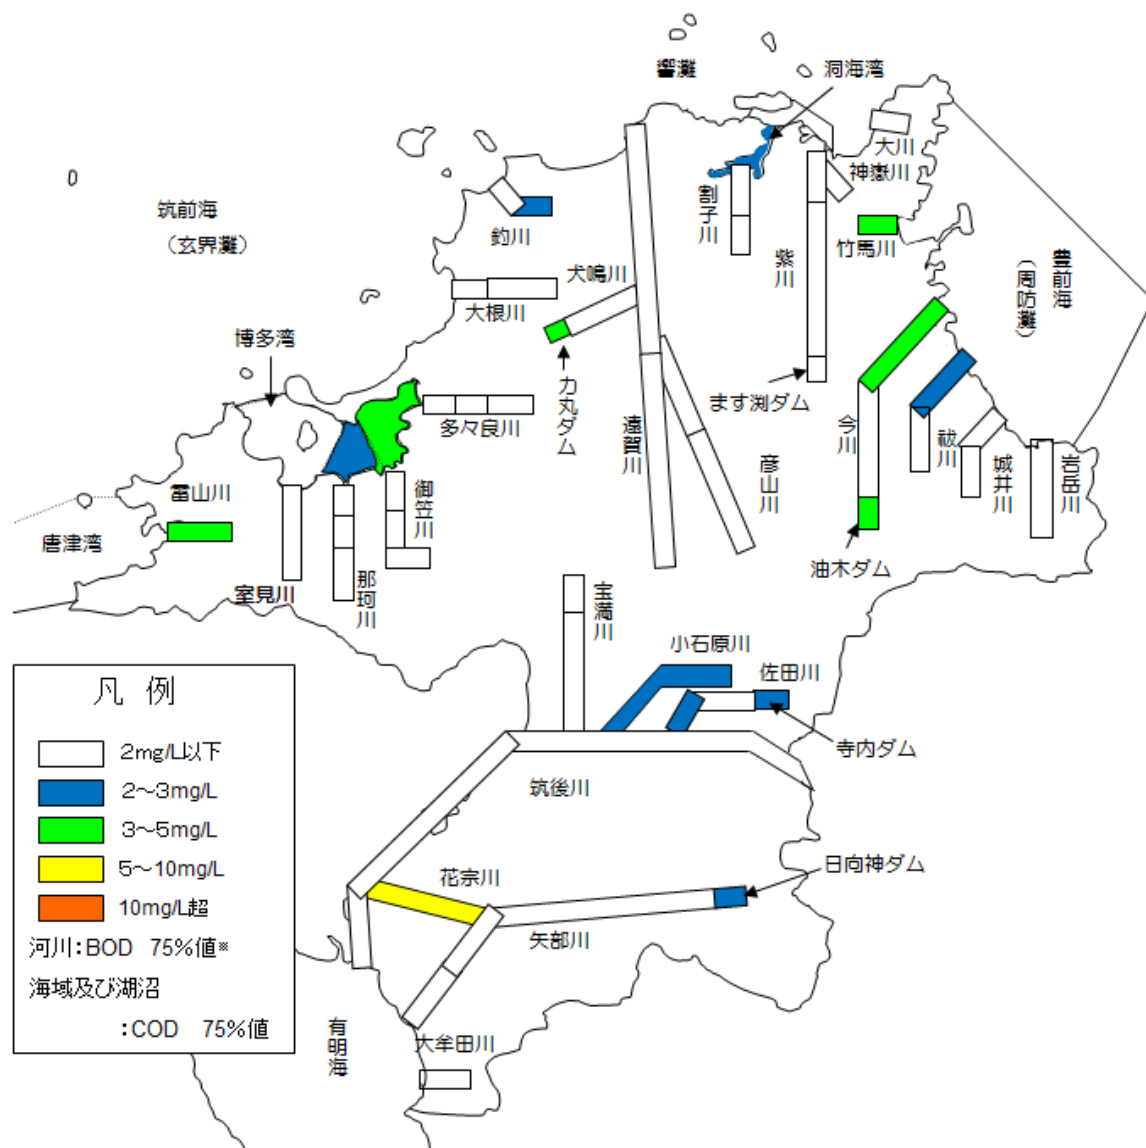 響灘
洞海湾
大川
神嶽川
筑前海
（玄界灘）
釣川
割子川
紫川
竹馬川
豊前海
（周防灘）
犬鳴川
大根川
博多湾
力丸ダム
ます渕ダム
多々良川
遠賀川
今川
祓川
城井川
岩岳川
彦山川
雷山川
御笠川
唐津湾
油木ダム
室見川
那珂川
宝満川
小石原川
佐田川
寺内ダム
筑後川
花宗川
日向神ダム
矢部川
有明海
大牟田川
凡 例
2mg/L以下
2～3mg/L
3～5mg/L
5～10mg/L
10mg/L超
河川：BOD 75%値※
海域及び湖沼
：COD 75%値